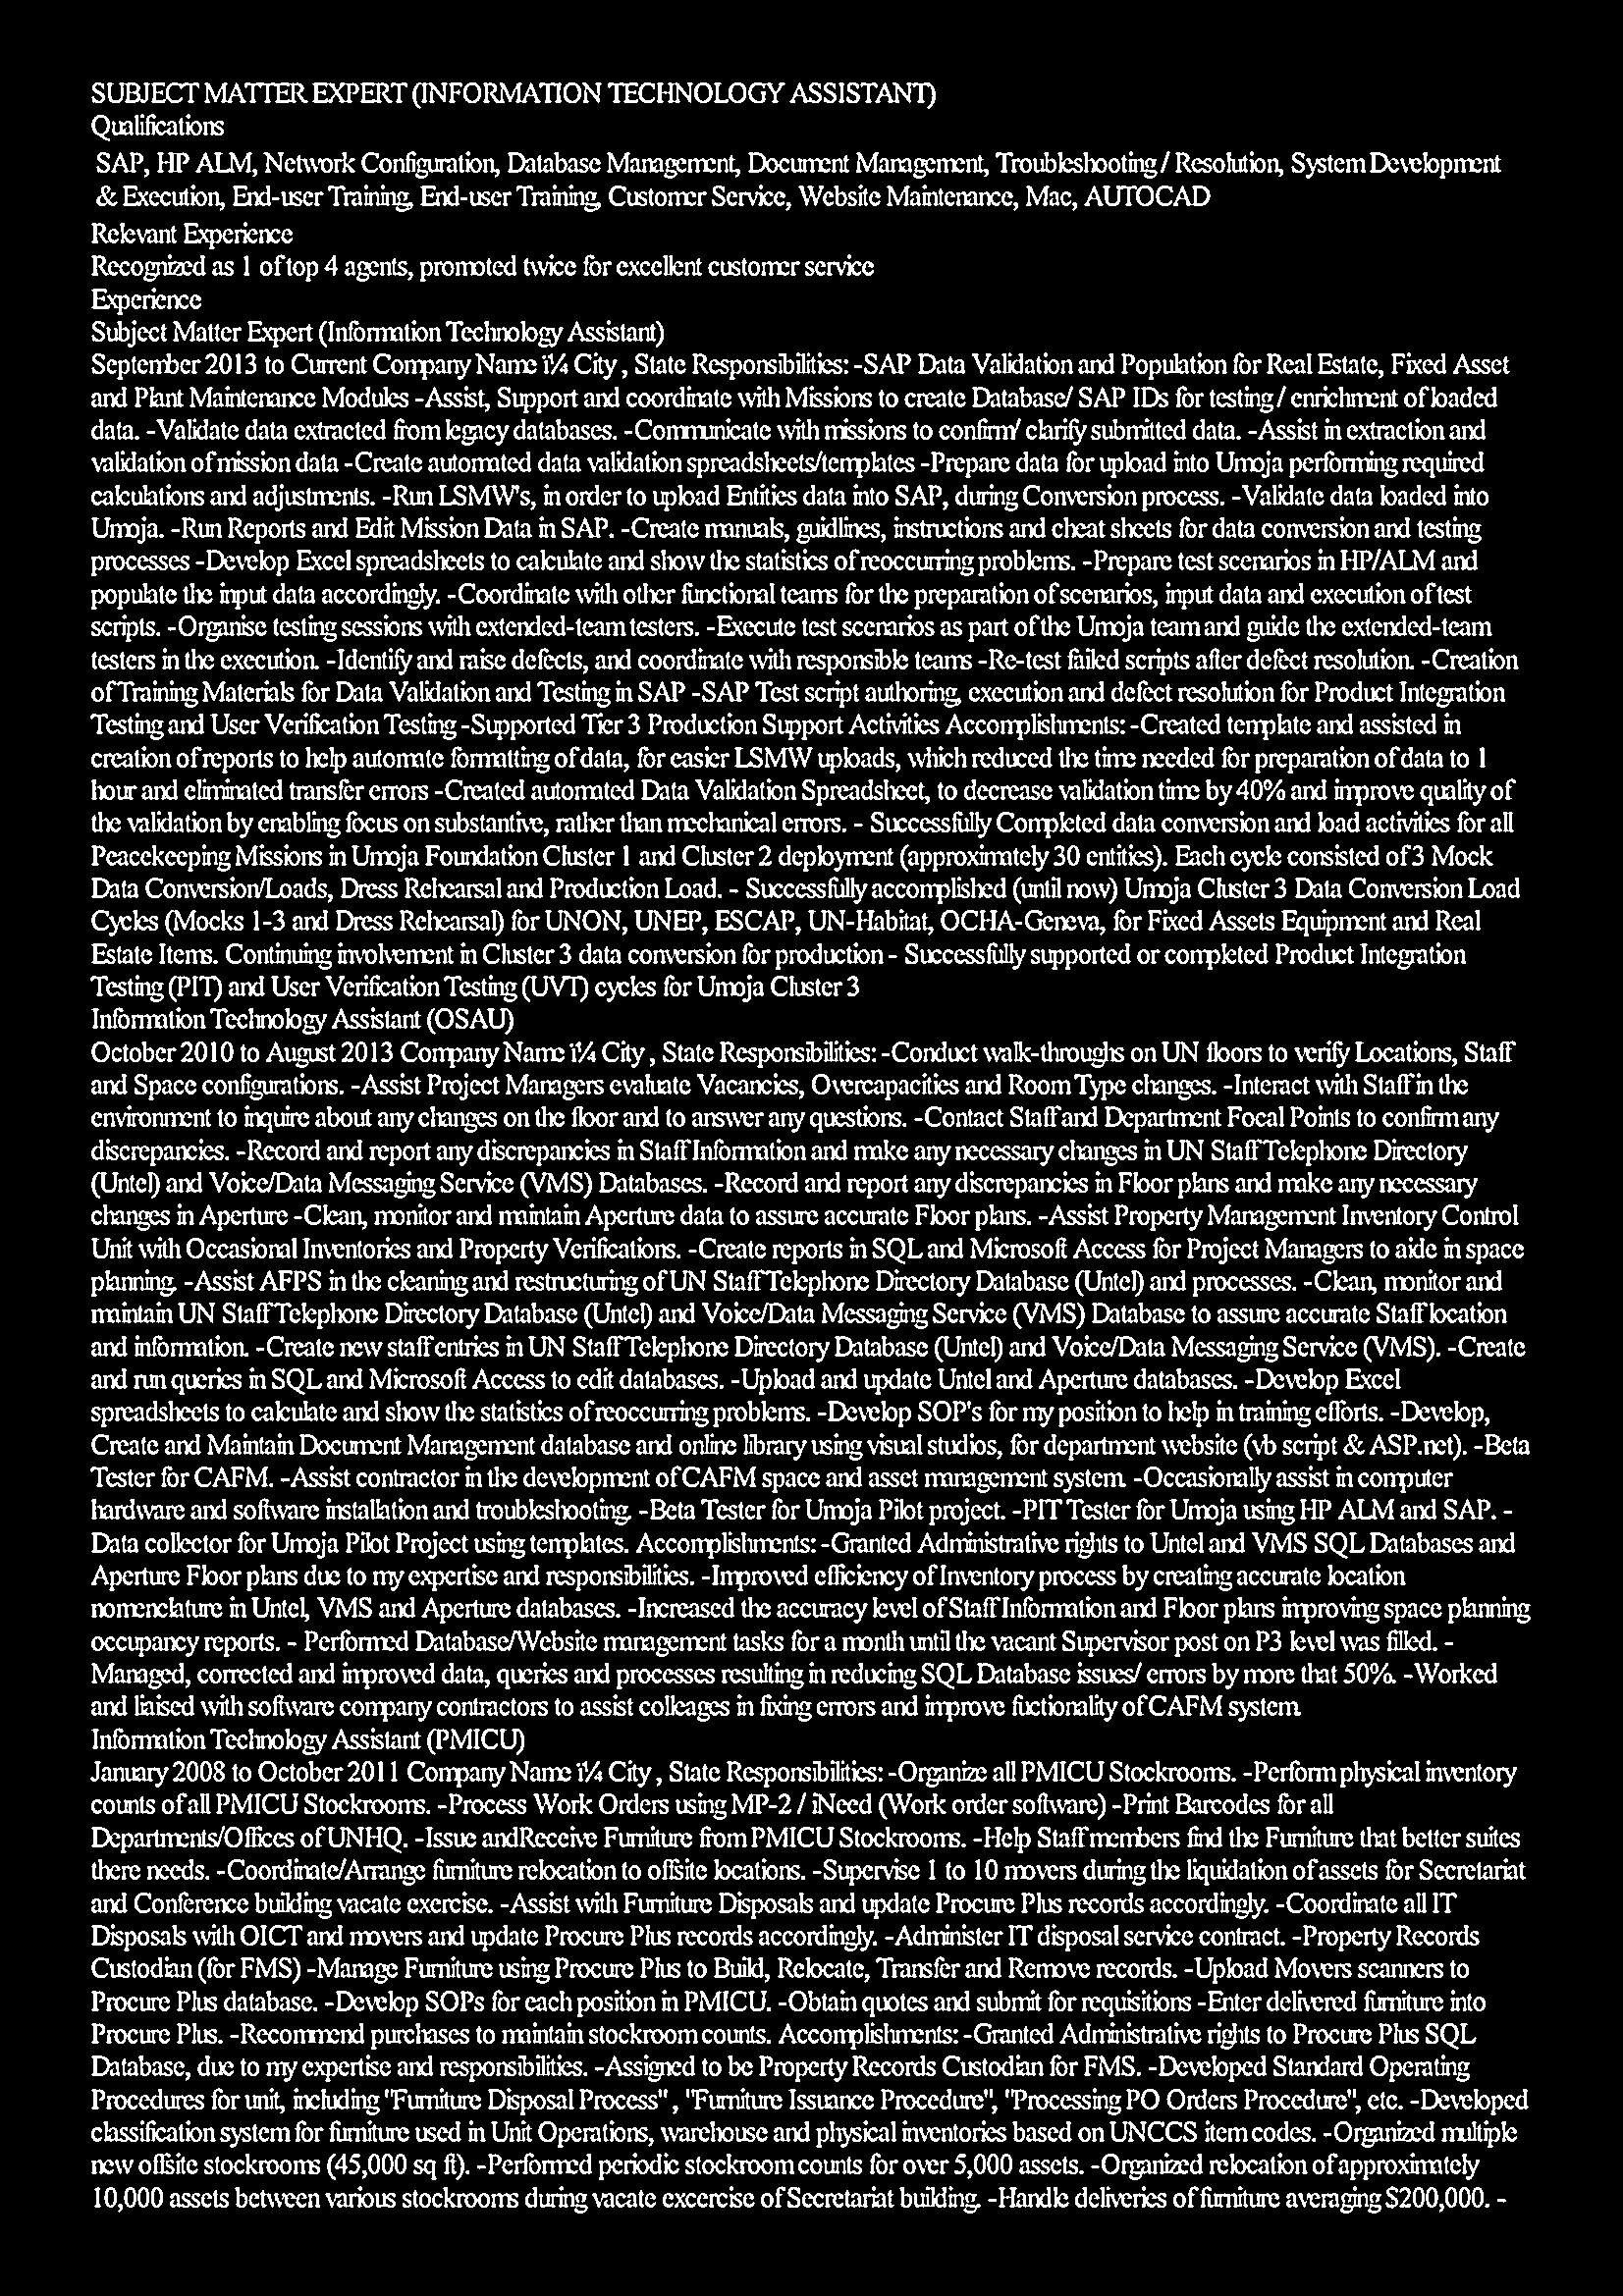 SUBJECT MATTER EXPERT (INFORMATION TECHNOLOGY ASSISTANT)
Qualifications
SAP, HP ALM, Network Configuration, Database Management, Document Management, Troubleshooting / Resolution, System Development
& Execution, End-user Training, End-user Training, Customer Service, Website Maintenance, Mac, AUTOCAD
Relevant Experience
Recognized as 1 of top 4 agents, promoted twice for excellent customer service
Experience
Subject Matter Expert (Information Technology Assistant)
September 2013 to Current Company Name ï¼ City , State Responsibilities: -SAP Data Validation and Population for Real Estate, Fixed Asset
and Plant Maintenance Modules -Assist, Support and coordinate with Missions to create Database/ SAP IDs for testing / enrichment of loaded
data. -Validate data extracted from legacy databases. -Communicate with missions to confirm/ clarify submitted data. -Assist in extraction and
validation of mission data -Create automated data validation spreadsheets/templates -Prepare data for upload into Umoja performing required
calculations and adjustments. -Run LSMW's, in order to upload Entities data into SAP, during Conversion process. -Validate data loaded into
Umoja. -Run Reports and Edit Mission Data in SAP. -Create manuals, guidlines, instructions and cheat sheets for data conversion and testing
processes -Develop Excel spreadsheets to calculate and show the statistics of reoccurring problems. -Prepare test scenarios in HP/ALM and
populate the input data accordingly. -Coordinate with other functional teams for the preparation of scenarios, input data and execution of test
scripts. -Organise testing sessions with extended-team testers. -Execute test scenarios as part of the Umoja team and guide the extended-team
testers in the execution. -Identify and raise defects, and coordinate with responsible teams -Re-test failed scripts after defect resolution. -Creation
of Training Materials for Data Validation and Testing in SAP -SAP Test script authoring, execution and defect resolution for Product Integration
Testing and User Verification Testing -Supported Tier 3 Production Support Activities Accomplishments: -Created template and assisted in
creation of reports to help automate formatting of data, for easier LSMW uploads, which reduced the time needed for preparation of data to 1
hour and eliminated transfer errors -Created automated Data Validation Spreadsheet, to decrease validation time by 40% and improve quality of
the validation by enabling focus on substantive, rather than mechanical errors. - Successfully Completed data conversion and load activities for all
Peacekeeping Missions in Umoja Foundation Cluster 1 and Cluster 2 deployment (approximately 30 entities). Each cycle consisted of 3 Mock
Data Conversion/Loads, Dress Rehearsal and Production Load. - Successfully accomplished (until now) Umoja Cluster 3 Data Conversion Load
Cycles (Mocks 1-3 and Dress Rehearsal) for UNON, UNEP, ESCAP, UN-Habitat, OCHA-Geneva, for Fixed Assets Equipment and Real
Estate Items. Continuing involvement in Cluster 3 data conversion for production - Successfully supported or completed Product Integration
Testing (PIT) and User Verification Testing (UVT) cycles for Umoja Cluster 3
Information Technology Assistant (OSAU)
October 2010 to August 2013 Company Name ï¼ City , State Responsibilities: -Conduct walk-throughs on UN floors to verify Locations, Staff
and Space configurations. -Assist Project Managers evaluate Vacancies, Overcapacities and Room Type changes. -Interact with Staff in the
environment to inquire about any changes on the floor and to answer any questions. -Contact Staff and Department Focal Points to confirm any
discrepancies. -Record and report any discrepancies in Staff Information and make any necessary changes in UN Staff Telephone Directory
(Untel) and Voice/Data Messaging Service (VMS) Databases. -Record and report any discrepancies in Floor plans and make any necessary
changes in Aperture -Clean, monitor and maintain Aperture data to assure accurate Floor plans. -Assist Property Management Inventory Control
Unit with Occasional Inventories and Property Verifications. -Create reports in SQL and Microsoft Access for Project Managers to aide in space
planning. -Assist AFPS in the cleaning and restructuring of UN Staff Telephone Directory Database (Untel) and processes. -Clean, monitor and
maintain UN Staff Telephone Directory Database (Untel) and Voice/Data Messaging Service (VMS) Database to assure accurate Staff location
and information. -Create new staff entries in UN Staff Telephone Directory Database (Untel) and Voice/Data Messaging Service (VMS). -Create
and run queries in SQL and Microsoft Access to edit databases. -Upload and update Untel and Aperture databases. -Develop Excel
spreadsheets to calculate and show the statistics of reoccurring problems. -Develop SOP's for my position to help in training efforts. -Develop,
Create and Maintain Document Management database and online library using visual studios, for department website (vb script & ASP.net). -Beta
Tester for CAFM. -Assist contractor in the development of CAFM space and asset management system. -Occasionally assist in computer
hardware and software installation and troubleshooting. -Beta Tester for Umoja Pilot project. -PIT Tester for Umoja using HP ALM and SAP. -
Data collector for Umoja Pilot Project using templates. Accomplishments: -Granted Administrative rights to Untel and VMS SQL Databases and
Aperture Floor plans due to my expertise and responsibilities. -Improved efficiency of Inventory process by creating accurate location
nomenclature in Untel, VMS and Aperture databases. -Increased the accuracy level of Staff Information and Floor plans improving space planning
occupancy reports. - Performed Database/Website management tasks for a month until the vacant Supervisor post on P3 level was filled. -
Managed, corrected and improved data, queries and processes resulting in reducing SQL Database issues/ errors by more that 50%. -Worked
and liaised with software company contractors to assist colleages in fixing errors and improve fuctionality of CAFM system.
Information Technology Assistant (PMICU)
January 2008 to October 2011 Company Name ï¼ City , State Responsibilities: -Organize all PMICU Stockrooms. -Perform physical inventory
counts of all PMICU Stockrooms. -Process Work Orders using MP-2 / iNeed (Work order software) -Print Barcodes for all
Departments/Offices of UNHQ. -Issue andReceive Furniture from PMICU Stockrooms. -Help Staff members find the Furniture that better suites
there needs. -Coordinate/Arrange furniture relocation to offsite locations. -Supervise 1 to 10 movers during the liquidation of assets for Secretariat
and Conference building vacate exercise. -Assist with Furniture Disposals and update Procure Plus records accordingly. -Coordinate all IT
Disposals with OICT and movers and update Procure Plus records accordingly. -Administer IT disposal service contract. -Property Records
Custodian (for FMS) -Manage Furniture using Procure Plus to Build, Relocate, Transfer and Remove records. -Upload Movers scanners to
Procure Plus database. -Develop SOPs for each position in PMICU. -Obtain quotes and submit for requisitions -Enter delivered furniture into
Procure Plus. -Recommend purchases to maintain stockroom counts. Accomplishments: -Granted Administrative rights to Procure Plus SQL
Database, due to my expertise and responsibilities. -Assigned to be Property Records Custodian for FMS. -Developed Standard Operating
Procedures for unit, including "Furniture Disposal Process" , "Furniture Issuance Procedure", "Processing PO Orders Procedure", etc. -Developed
classification system for furniture used in Unit Operations, warehouse and physical inventories based on UNCCS item codes. -Organized multiple
new offsite stockrooms (45,000 sq ft). -Performed periodic stockroom counts for over 5,000 assets. -Organized relocation of approximately
10,000 assets between various stockrooms during vacate excercise of Secretariat building. -Handle deliveries of furniture averaging $200,000. -